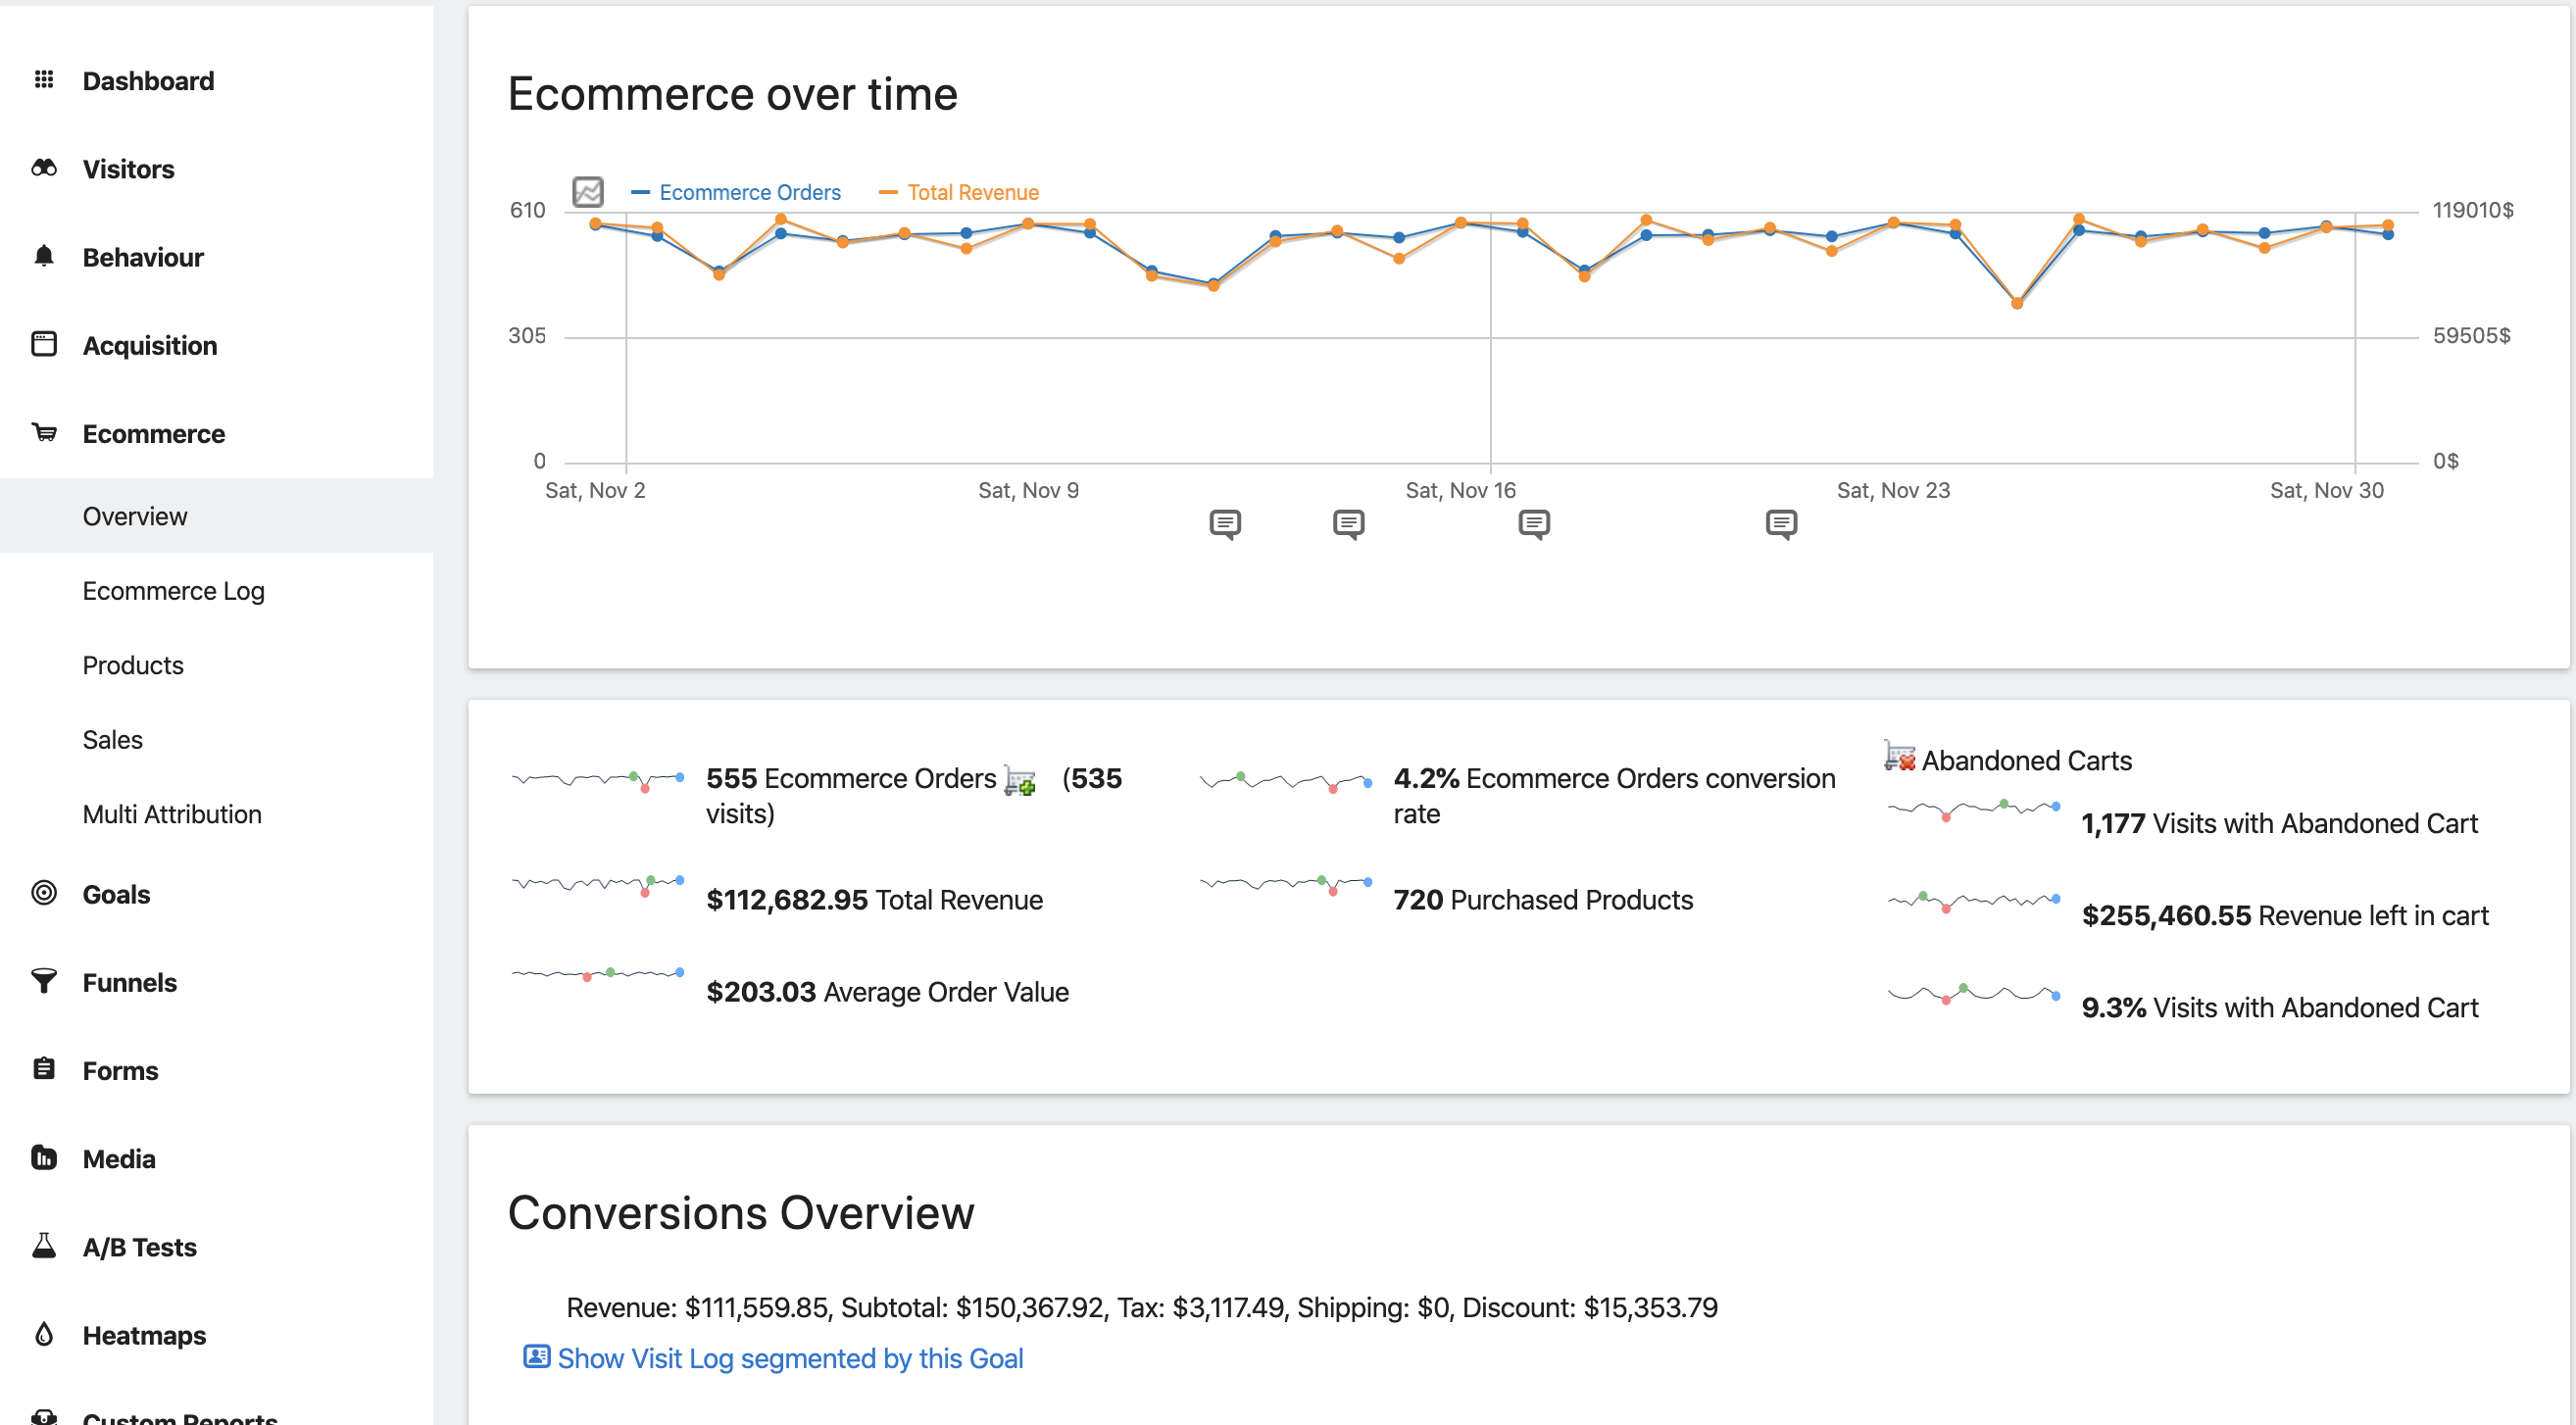 Dashboard
Visitors
Behaviour
Acquisition
Ecommerce
Overview
Ecommerce Log
Products
Sales
Multi Attribution
Goals
Funnels
Forms
Media
A/B Tests
Heatmaps
Custom Reports
Ecommerce over time
Ecommerce Orders Total Revenue
610 119010$
305 59505$
0 0$
Sat, Nov 2 Sat, Nov 9 Sat, Nov 16 Sat, Nov 23 Sat, Nov 30
555 Ecommerce Orders (535
visits)
$112,682.95 Total Revenue
$203.03 Average Order Value
4.2% Ecommerce Orders conversion
rate
720 Purchased Products
Abandoned Carts
1,177 Visits with Abandoned Cart
$255,460.55 Revenue left in cart
9.3% Visits with Abandoned Cart
Conversions Overview
Revenue: $111,559.85, Subtotal: $150,367.92, Tax: $3,117.49, Shipping: $0, Discount: $15,353.79
Show Visit Log segmented by this Goal